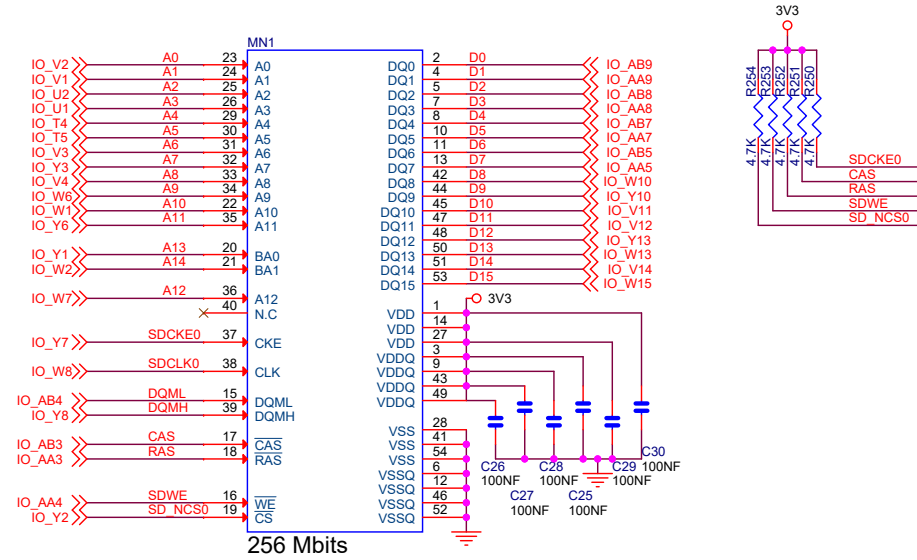 3V3
MN1
IO_V2 A0 23 A0 DQ0 2 D0 IO_AB9
IO_V1 A1 24 A1 DQ1 4 D1 IO_AA9
IO_U2 A2 25 A2 DQ2 5 D2 IO_AB8
IO_U1 A3 26 A3 DQ3 7 D3 IO_AA8
IO_T4 A4 29 A4 DQ4 8 D4 IO_AB7
IO_T5 A5 30 A5 DQ5 10 D5 IO_AA7
IO_V3 A6 31 A6 DQ6 11 D6 IO_AB5
IO_Y3 A7 32 A7 DQ7 13 D7 IO_AA5
IO_V4 A8 33 A8 DQ8 42 D8 IO_W10
IO_W6 A9 34 A9 DQ9 44 D9 IO_Y10
IO_W1 A10 22 A10 DQ10 45 D10 IO_V11
IO_Y6 A11 35 A11 DQ11 47 D11 IO_V12
DQ12 48 D12 IO_Y13
IO_Y1 A13 20 BA0 DQ13 50 D13 IO_W13
IO_W2 A14 21 BA1 DQ14 51 D14 IO_V14
DQ15 53 D15 IO_W15
IO_W7 A12 36 A12
40 N.C
IO_Y7 SDCKE0 37 CKE
IO_W8 SDCLK0 38 CLK
IO_AB4 DQML 15 DQML
IO_Y8 DQMH 39 DQMH
IO_AB3 CAS 17 CAS
IO_AA3 RAS 18 RAS
IO_AA4 SDWE 16 WE
IO_Y2 SD_NCS0 19 CS
3V3
VDD 1
VDD 14
VDD 27
VDDQ 3
VDDQ 9
VDDQ 43
VDDQ 49
VSS 28
VSS 41
VSS 54
VSSQ 6
VSSQ 12
VSSQ 46
VSSQ 52
C26 100NF
C27 100NF
C28 100NF
C25 100NF
C29 100NF
C30 100NF
256 Mbits
R254 4.7K
R253 4.7K
R252 4.7K
R251 4.7K
R250 4.7K
SDCKE0
CAS
RAS
SDWE
SD_NCS0